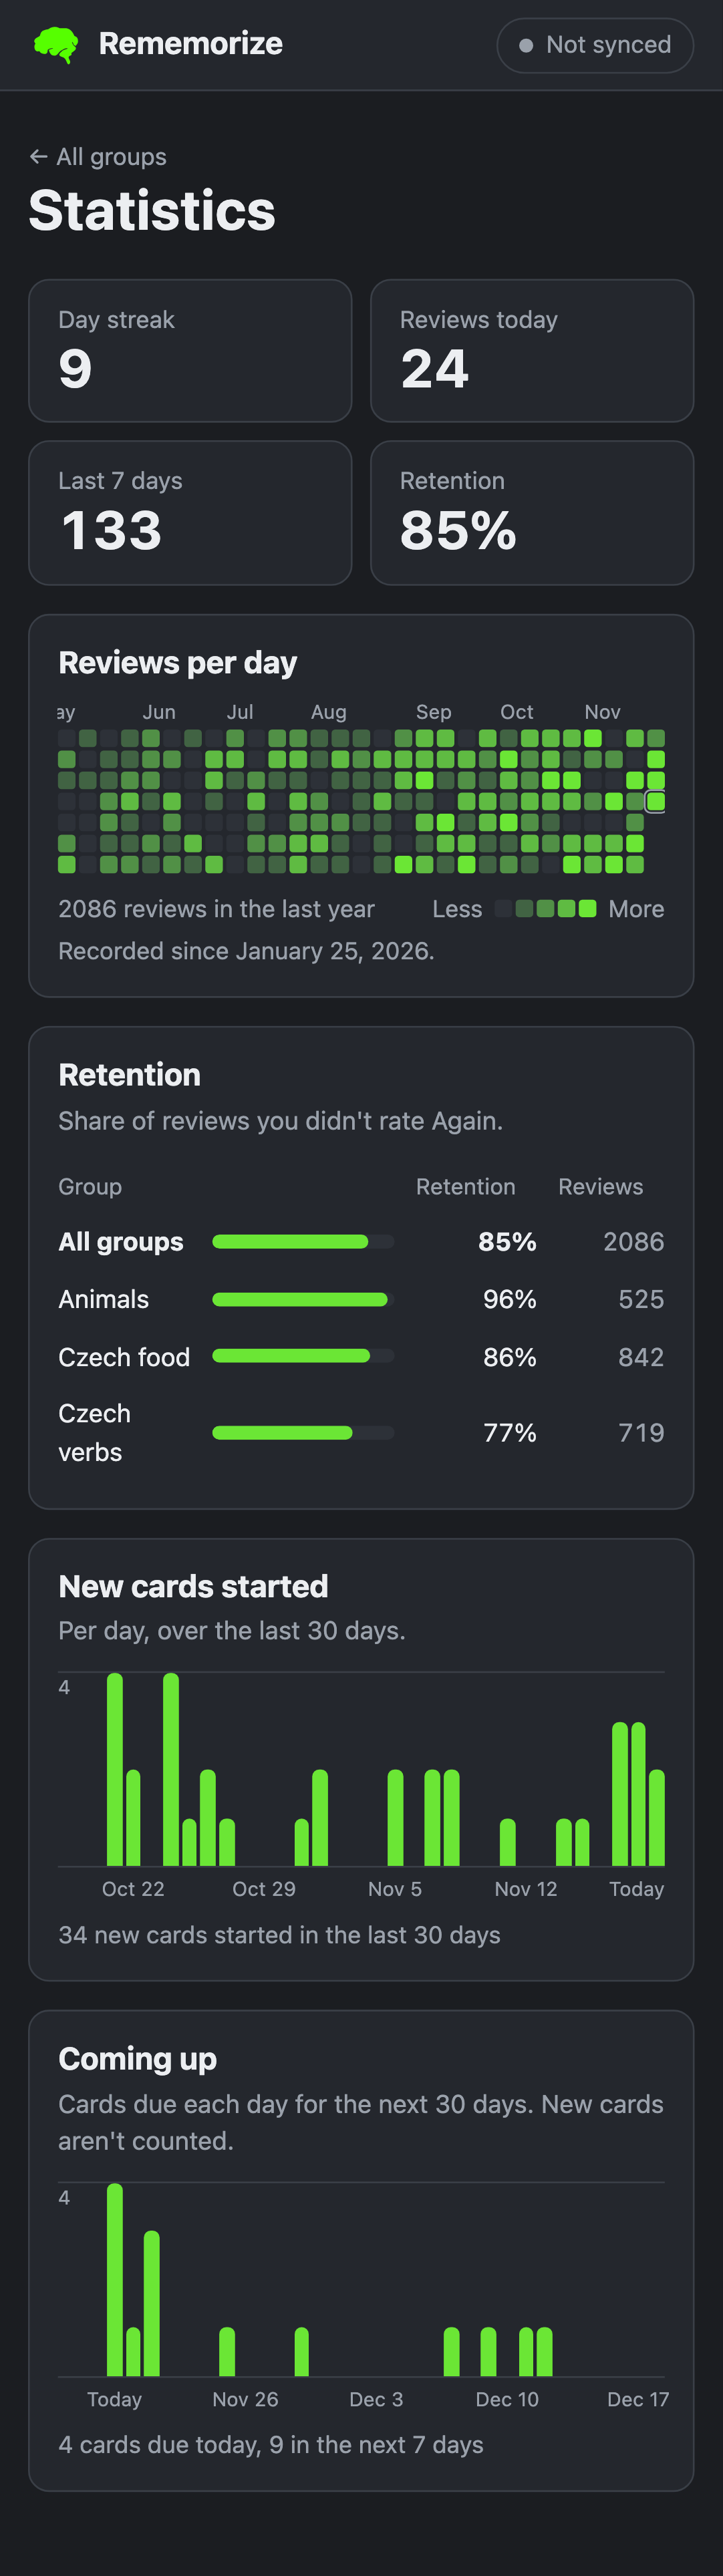 Rememorize
Not synced
← All groups
Statistics
Day streak
9
Reviews today
24
Last 7 days
133
Retention
85%
Reviews per day
ay Jun Jul Aug Sep Oct Nov
2086 reviews in the last year
Less More
Recorded since January 25, 2026.
Retention
Share of reviews you didn't rate Again.
Group Retention Reviews
All groups 85% 2086
Animals 96% 525
Czech food 86% 842
Czech
verbs
77% 719
New cards started
Per day, over the last 30 days.
4
Oct 22 Oct 29 Nov 5 Nov 12 Today
34 new cards started in the last 30 days
Coming up
Cards due each day for the next 30 days. New cards
aren't counted.
4
Today Nov 26 Dec 3 Dec 10 Dec 17
4 cards due today, 9 in the next 7 days